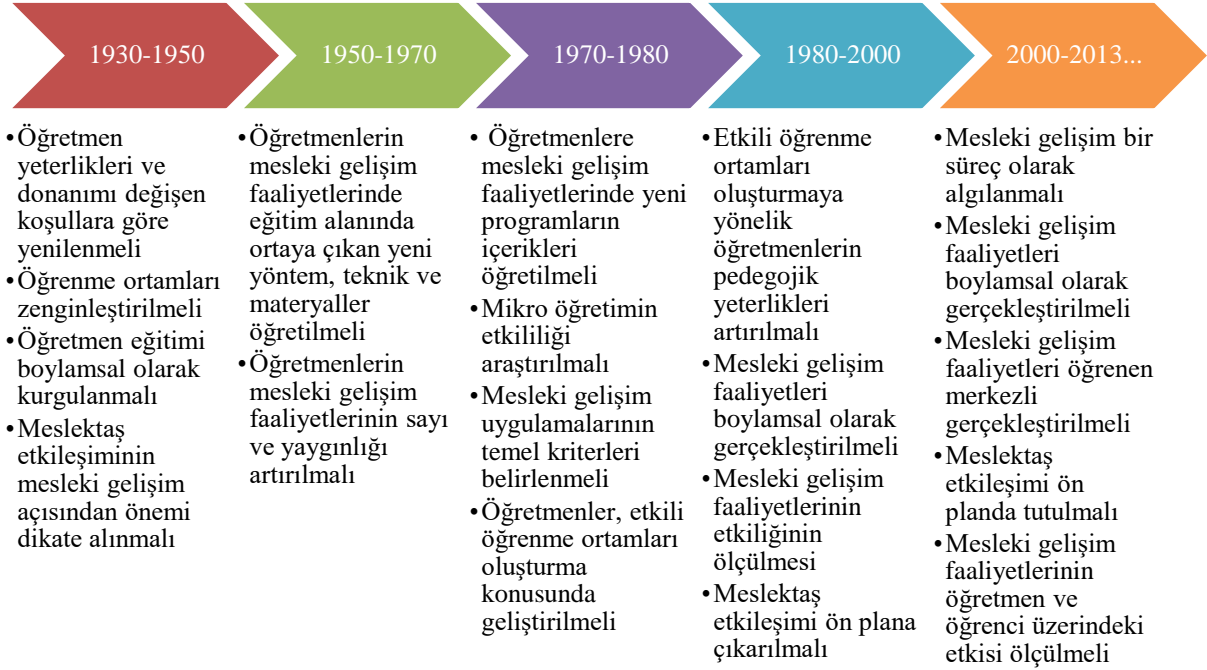 1930-1950
•Öğretmen
yeterlikleri ve
donanımı değişen
koşullara göre
yenilenmeli
•Öğrenme ortamları
zenginleştirilmeli
•Öğretmen eğitimi
boylamsal olarak
kurgulanmalı
•Meslektaş
etkileşiminin
mesleki gelişim
açısından önemi
dikate alınmalı
1950-1970
•Öğretmenlerin
mesleki gelişim
faaliyetlerinde
eğitim alanında
ortaya çıkan yeni
yöntem, teknik ve
materyaller
öğretilmeli
•Öğretmenlerin
mesleki gelişim
faaliyetlerinin sayı
ve yaygınlığı
artırılmalı
1970-1980
• Öğretmenlere
mesleki gelişim
faaliyetlerinde yeni
programların
içerikleri
öğretilmeli
•Mikro öğretimin
etkililiği
araştırılmalı
•Mesleki gelişim
uygulamalarının
temel kriterleri
belirlenmeli
•Öğretmenler, etkili
öğrenme ortamları
oluşturma
konusunda
geliştirilmeli
1980-2000
•Etkili öğrenme
ortamları
oluşturmaya
yönelik
öğretmenlerin
pedegojik
yeterlikleri
artırılmalı
•Mesleki gelişim
faaliyetleri
boylamsal olarak
gerçekleştirilmeli
•Mesleki gelişim
faaliyetlerinin
etkiliğinin
ölçülmesi
•Meslektaş
etkileşimi ön plana
çıkarılmalı
2000-2013...
•Mesleki gelişim bir
süreç olarak
algılanmalı
•Mesleki gelişim
faaliyetleri
boylamsal olarak
gerçekleştirilmeli
•Mesleki gelişim
faaliyetleri öğrenen
merkezli
gerçekleştirilmeli
•Meslektaş
etkileşimi ön
planda tutulmalı
•Mesleki gelişim
faaliyetlerinin
öğretmen ve
öğrenci üzerindeki
etkisi ölçülmeli